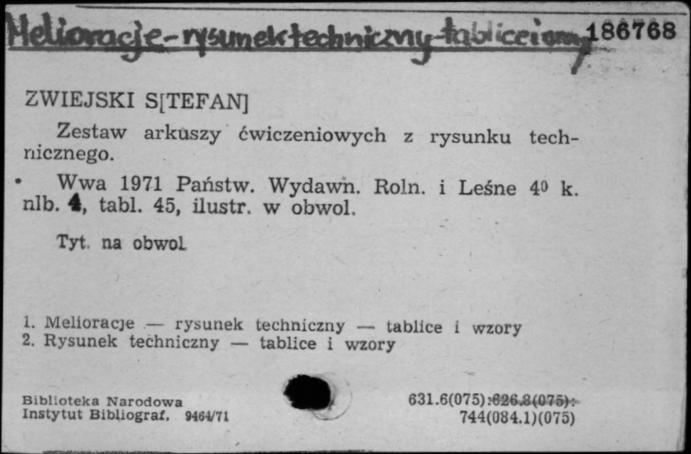 Melioracje - rysunek techniczny - tablice i wzory 186768
ZWIEJSKI S[TEFAN]
Zestaw arkuszy ćwiczeniowych z rysunku tech-
nicznego.
Wwa 1971 Państw. Wydawn. Roln. i Leśne 4⁰ k.
nlb. 4, tabl. 45, ilustr. w obwol.
Tyt. na obwol.
1. Melioracje — rysunek techniczny — tablice i wzory
2. Rysunek techniczny — tablice i wzory
Biblioteka Narodowa 631.6(075):626.8(075):
Instytut Bibliograf. 9464/71 744(084.1)(075)